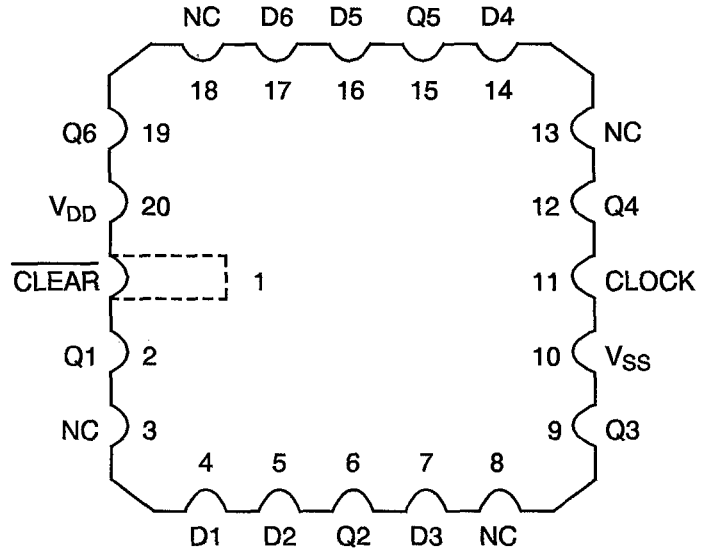 NC D6 D5 Q5 D4
18 17 16 15 14
Q6 19 13 NC
VDD 20 12 Q4
CLEAR 1 11 CLOCK
Q1 2 10 VSS
NC 3 9 Q3
4 5 6 7 8
D1 D2 Q2 D3 NC